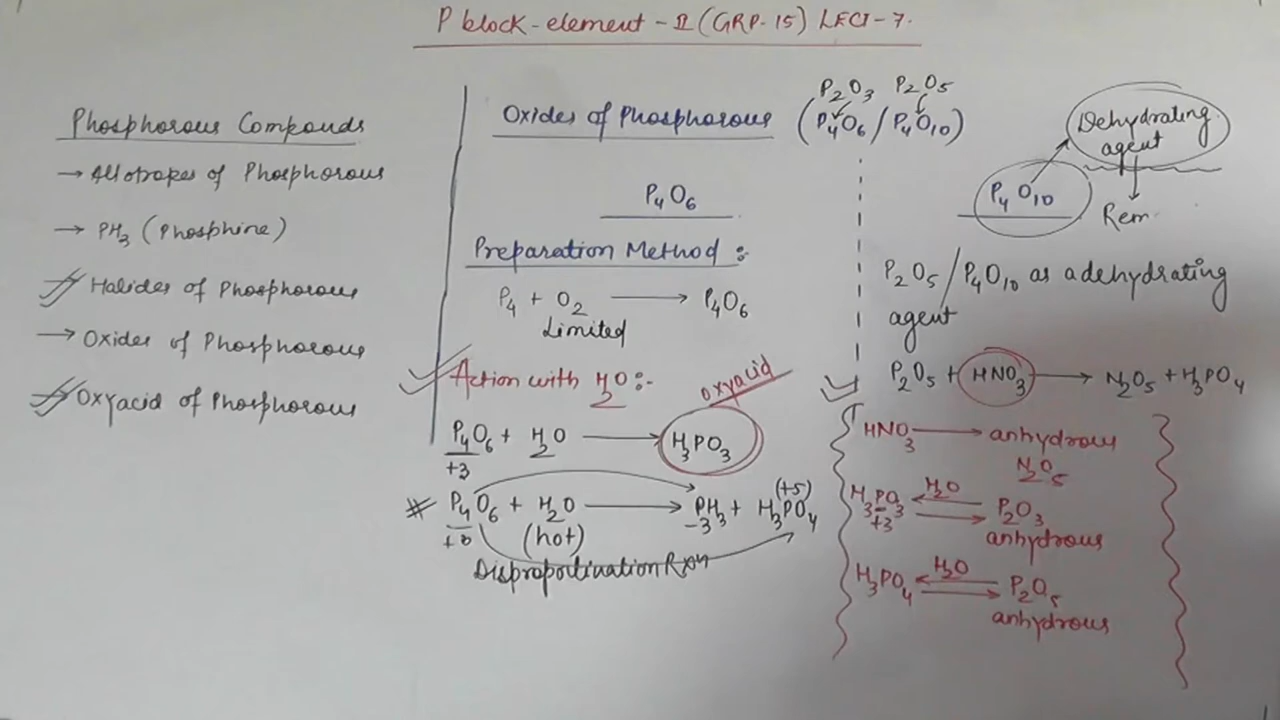 P block-element-II (GRP-15) LECT-7.
Phosphorous Compouds
→ Allotropes of Phosphorous
→ PH₃ (Phosphine)
Halides of Phosphorous
→ Oxides of Phosphorous
Oxyacid of Phosphorous
P₂O₃ P₂O₅
Oxides of Phosphorous (P₄O₆ / P₄O₁₀)
P₄O₆
Preparation Method :
P₄ + O₂ → P₄O₆
Limited
Action with H₂O:-
oxyacid
P₄O₆ + H₂O → H₃PO₃
+3
(+5)
P₄O₆ + H₂O → PH₃ + H₃PO₄
-3
(hot)
Dehydrating
agent
P₄O₁₀
Rem
P₂O₅ / P₄O₁₀ as a dehydrating
agent
P₂O₅ + HNO₃ → N₂O₅ + H₃PO₄
HNO₃ → anhydrous
N₂O₅
H₂O
H₃PO₃ ⇌ P₂O₃
+3
anhydrous
H₂O
H₃PO₄ ⇌ P₂O₅
anhydrous